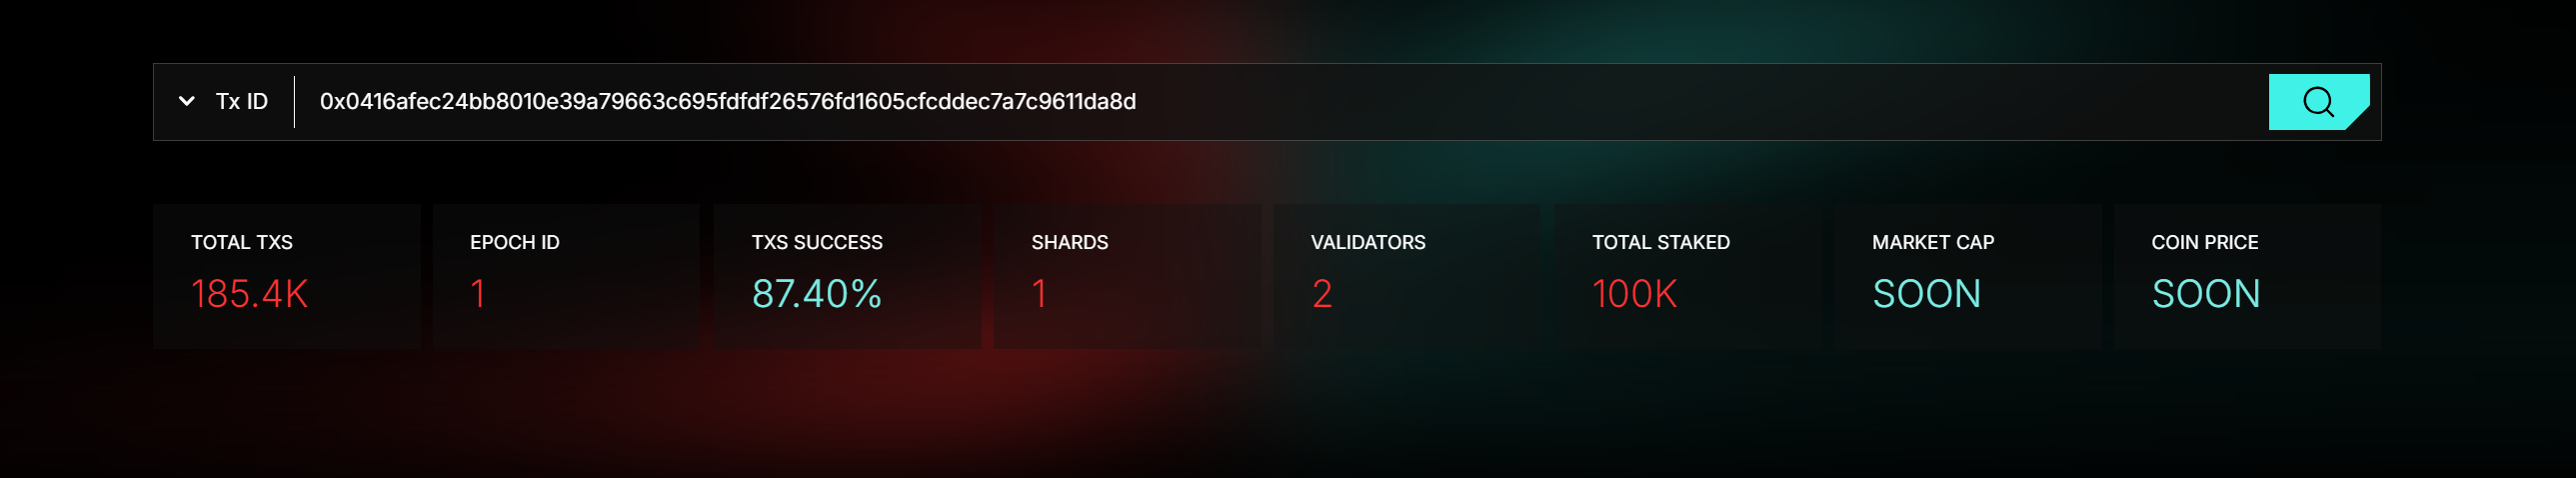 Tx ID 0x0416afec24bb8010e39a79663c695fdfdf26576fd1605cfcddec7a7c9611da8d
TOTAL TXS EPOCH ID TXS SUCCESS SHARDS VALIDATORS TOTAL STAKED MARKET CAP COIN PRICE
185.4K 1 87.40% 1 2 100K SOON SOON